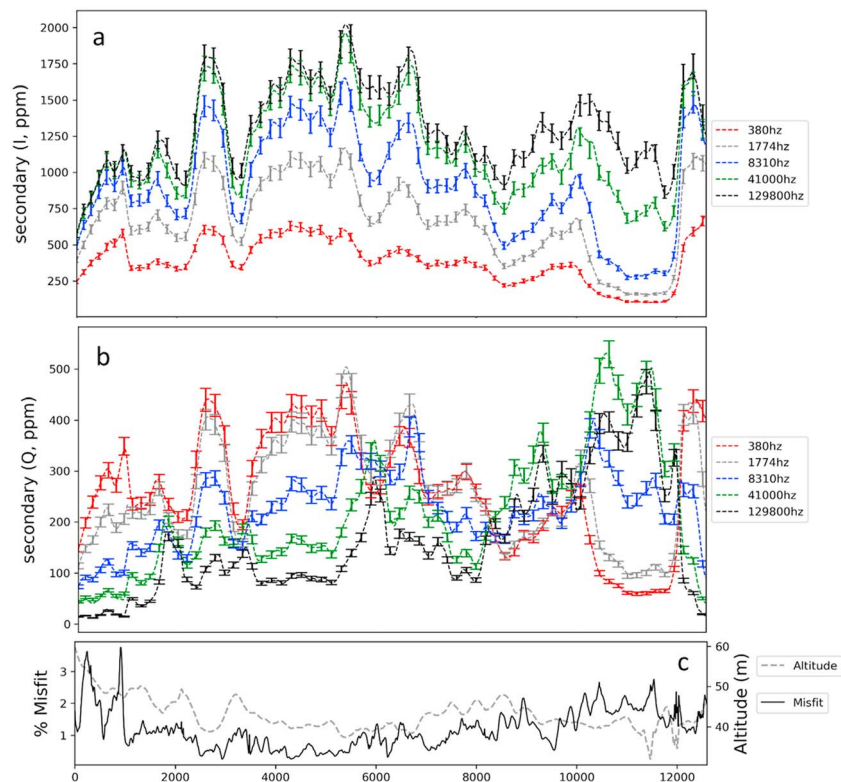 a
secondary (I, ppm)
2000
1750
1500
1250
1000
750
500
250
380hz
1774hz
8310hz
41000hz
129800hz
b
secondary (Q, ppm)
500
400
300
200
100
0
380hz
1774hz
8310hz
41000hz
129800hz
c
% Misfit
3
2
1
60
50
40
Altitude (m)
Altitude
Misfit
0
2000
4000
6000
8000
10000
12000